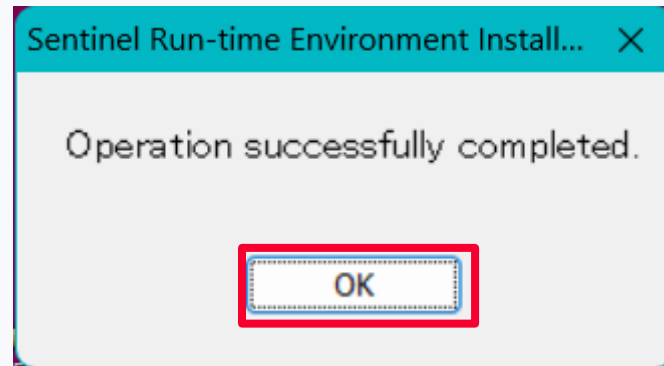 Sentinel Run-time Environment Install...
Operation successfully completed.
OK